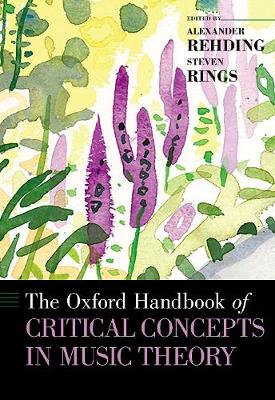 EDITED BY
ALEXANDER
REHDING
STEVEN
RINGS
The Oxford Handbook of
CRITICAL CONCEPTS
IN MUSIC THEORY